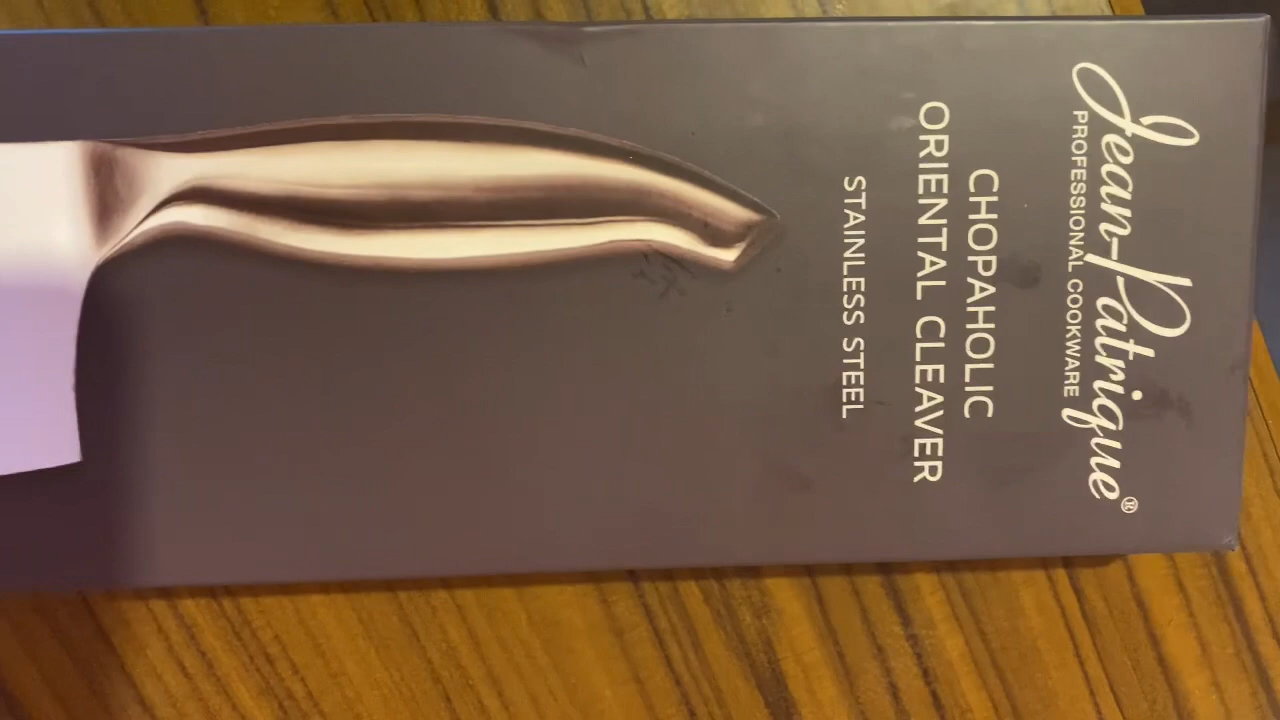 Jean-Patrique®
PROFESSIONAL COOKWARE
CHOPAHOLIC
ORIENTAL CLEAVER
STAINLESS STEEL